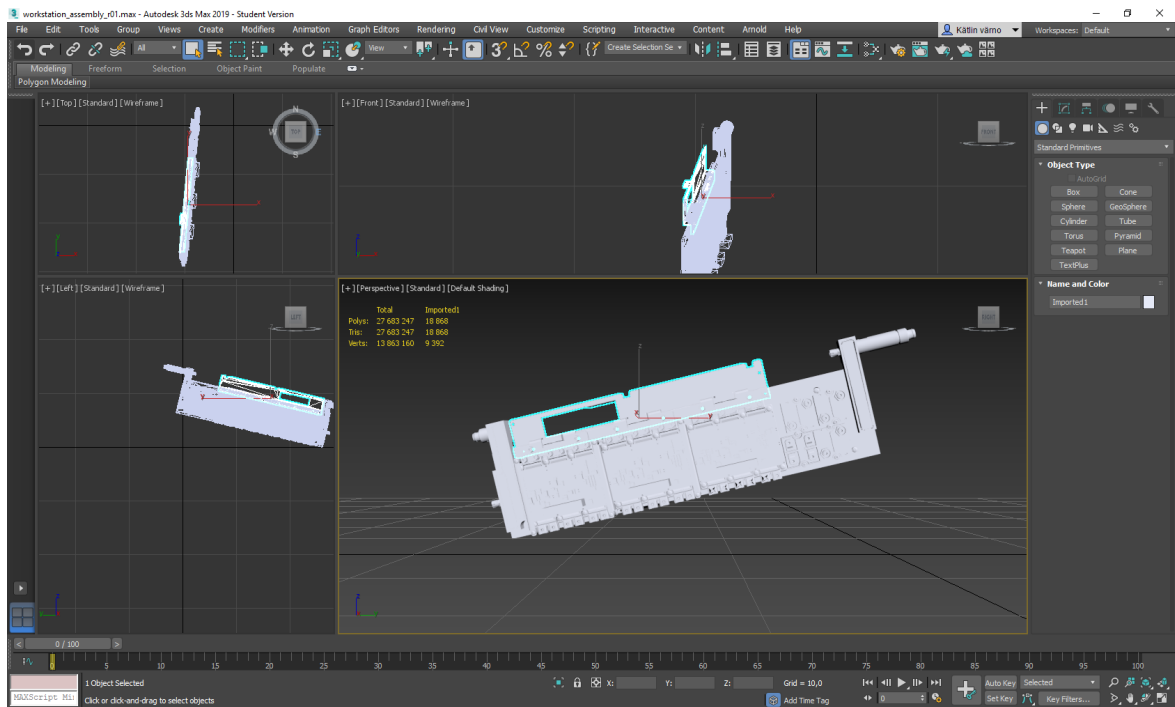 workstation_assembly_r01.max - Autodesk 3ds Max 2019 - Student Version
File Edit Tools Group Views Create Modifiers Animation Graph Editors Rendering Civil View Customize Scripting Interactive Content Arnold Help Kätlin värno Workspaces: Default
All View Create Selection Se
Modeling Freeform Selection Object Paint Populate
Polygon Modeling
[+] [Top] [Standard] [Wireframe]
[+] [Front] [Standard] [Wireframe]
N
W TOP E
S
FRONT
x
z
x
y
z
Standard Primitives
Object Type
AutoGrid
Box Cone
Sphere GeoSphere
Cylinder Tube
Torus Pyramid
Teapot Plane
TextPlus
Name and Color
Imported1
[+] [Left] [Standard] [Wireframe]
[+] [Perspective] [Standard] [Default Shading]
LEFT
RIGHT
Total Imported1
Polys: 27 683 247 18 868
Tris: 27 683 247 18 868
Verts: 13 863 160 9 392
z
y
z
z
0 / 100
0 5 10 15 20 25 30 35 40 45 50 55 60 65 70 75 80 85 90 95 100
1 Object Selected X: Y: Z: Grid = 10,0 Auto Key Selected
MAXScript Mi Click or click-and-drag to select objects Add Time Tag 0 Set Key Key Filters...